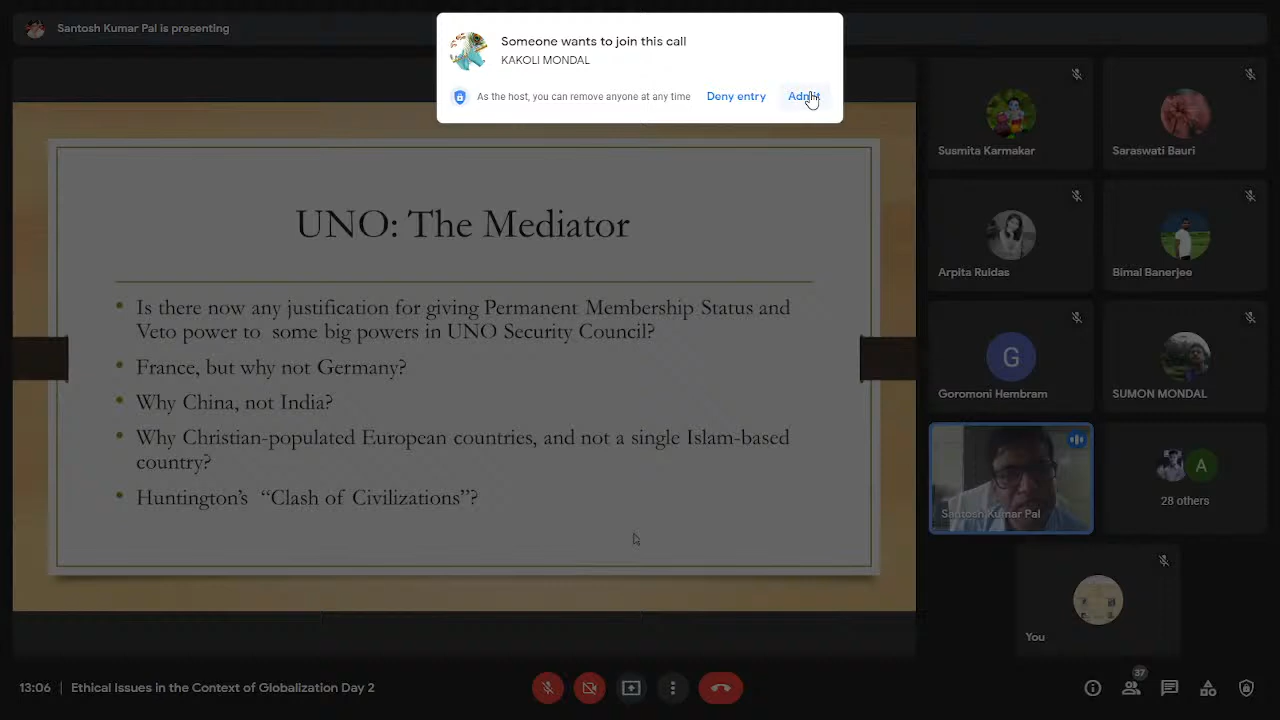 Santosh Kumar Pal is presenting
Someone wants to join this call
KAKOLI MONDAL
As the host, you can remove anyone at any time
Deny entry
Admit
UNO: The Mediator
• Is there now any justification for giving Permanent Membership Status and
Veto power to some big powers in UNO Security Council?
• France, but why not Germany?
• Why China, not India?
• Why Christian-populated European countries, and not a single Islam-based
country?
• Huntington's "Clash of Civilizations"?
Susmita Karmakar
Saraswati Bauri
Arpita Ruidas
Bimal Banerjee
G
Goromoni Hembram
SUMON MONDAL
Santosh Kumar Pal
A
28 others
You
13:06 | Ethical Issues in the Context of Globalization Day 2
37